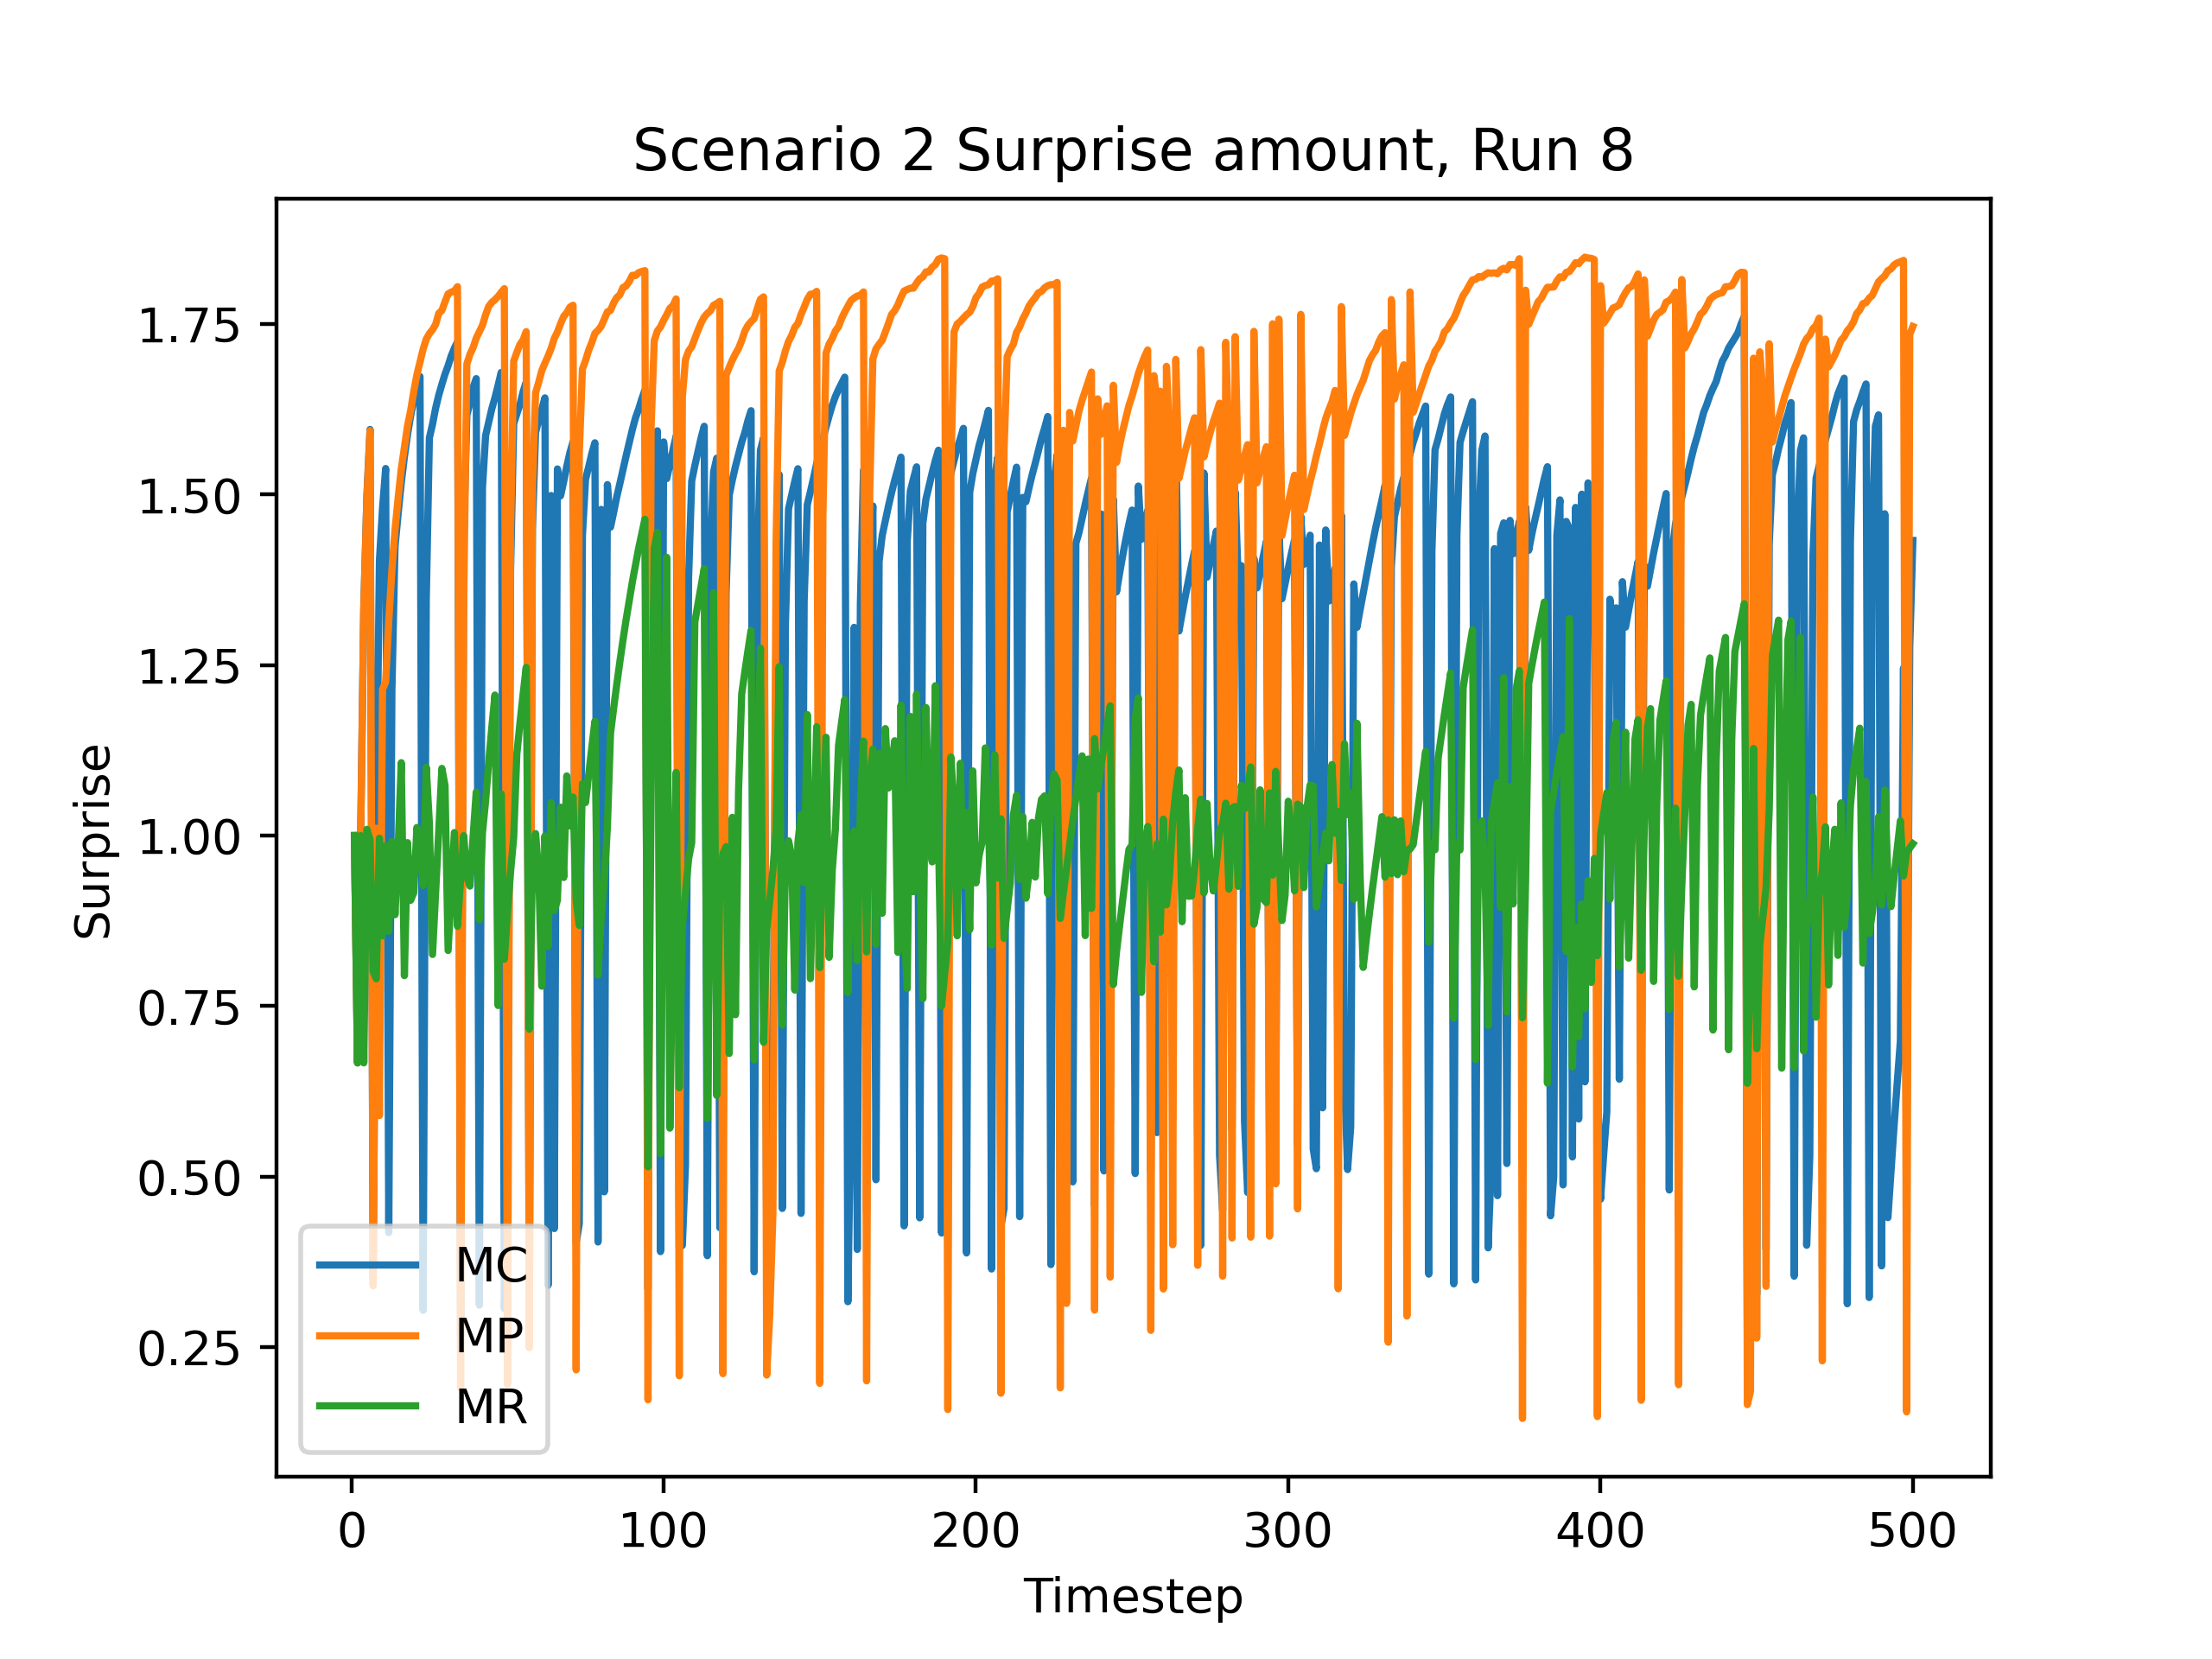 Scenario 2 Surprise amount, Run 8
Surprise
1.75
1.50
1.25
1.00
0.75
0.50
0.25
MC
MP
MR
0 100 200 300 400 500
Timestep